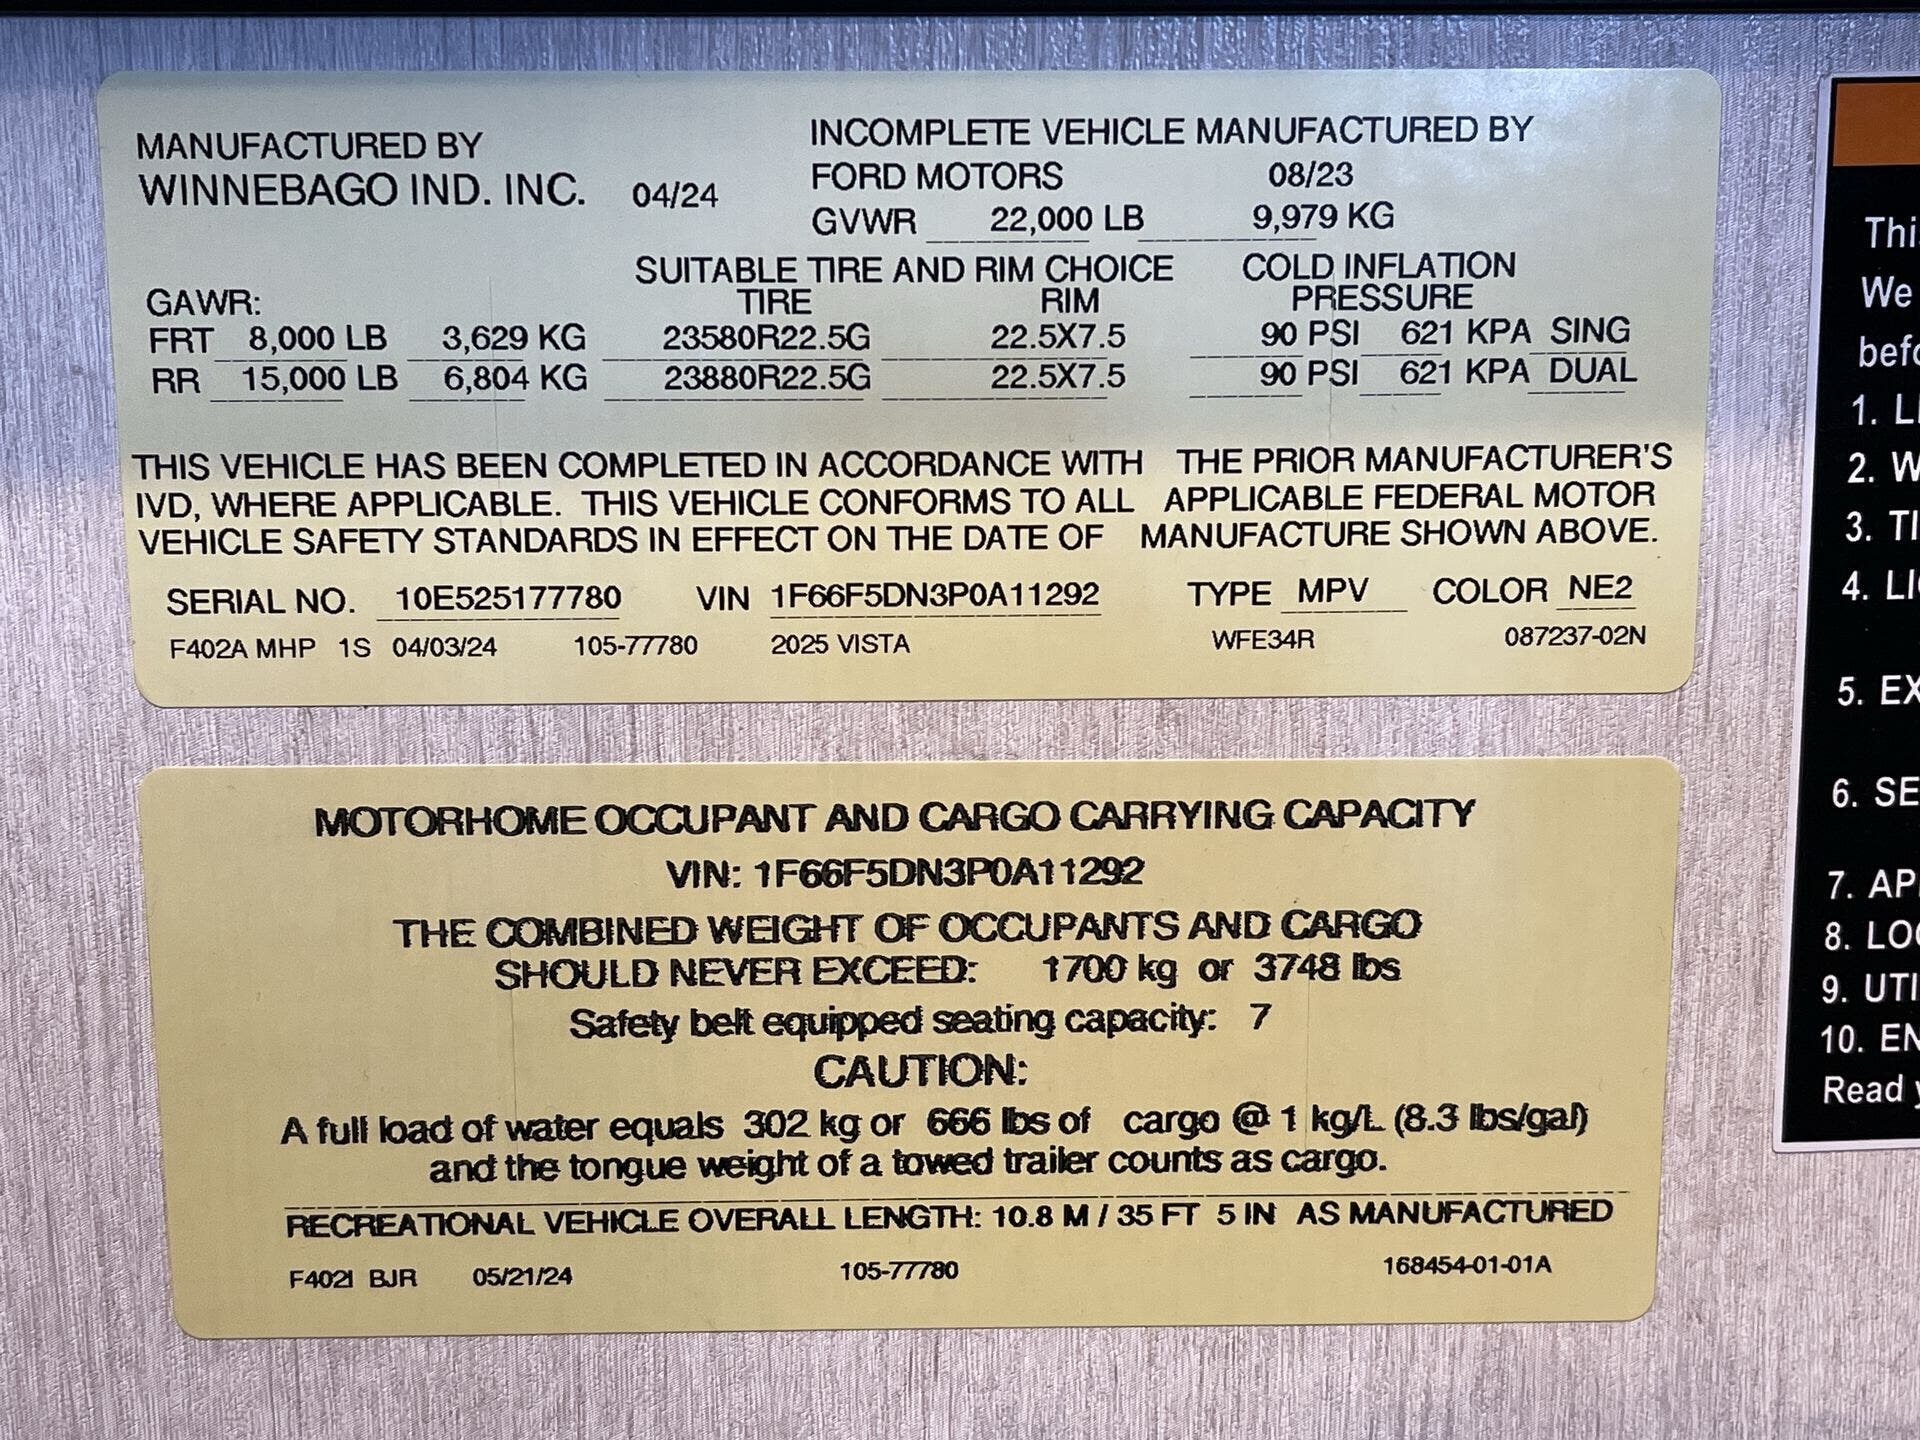 MANUFACTURED BY
WINNEBAGO IND. INC. 04/24
INCOMPLETE VEHICLE MANUFACTURED BY
FORD MOTORS 08/23
GVWR 22,000 LB 9,979 KG
SUITABLE TIRE AND RIM CHOICE COLD INFLATION
GAWR: TIRE RIM PRESSURE
FRT 8,000 LB 3,629 KG 23580R22.5G 22.5X7.5 90 PSI 621 KPA SING
RR 15,000 LB 6,804 KG 23880R22.5G 22.5X7.5 90 PSI 621 KPA DUAL
THIS VEHICLE HAS BEEN COMPLETED IN ACCORDANCE WITH THE PRIOR MANUFACTURER'S
IVD, WHERE APPLICABLE. THIS VEHICLE CONFORMS TO ALL APPLICABLE FEDERAL MOTOR
VEHICLE SAFETY STANDARDS IN EFFECT ON THE DATE OF MANUFACTURE SHOWN ABOVE.
SERIAL NO. 10E525177780 VIN 1F66F5DN3P0A11292 TYPE MPV COLOR NE2
F402A MHP 1S 04/03/24 105-77780 2025 VISTA WFE34R 087237-02N
MOTORHOME OCCUPANT AND CARGO CARRYING CAPACITY
VIN: 1F66F5DN3P0A11292
THE COMBINED WEIGHT OF OCCUPANTS AND CARGO
SHOULD NEVER EXCEED: 1700 kg or 3748 lbs
Safety belt equipped seating capacity: 7
CAUTION:
A full load of water equals 302 kg or 666 lbs of cargo @ 1 kg/L (8.3 lbs/gal)
and the tongue weight of a towed trailer counts as cargo.
RECREATIONAL VEHICLE OVERALL LENGTH: 10.8 M / 35 FT 5 IN AS MANUFACTURED
F402I BJR 05/21/24 105-77780 168454-01-01A
We
1.
2.
3.
4.
5.
6.
7.
8.
9.
10.
Read